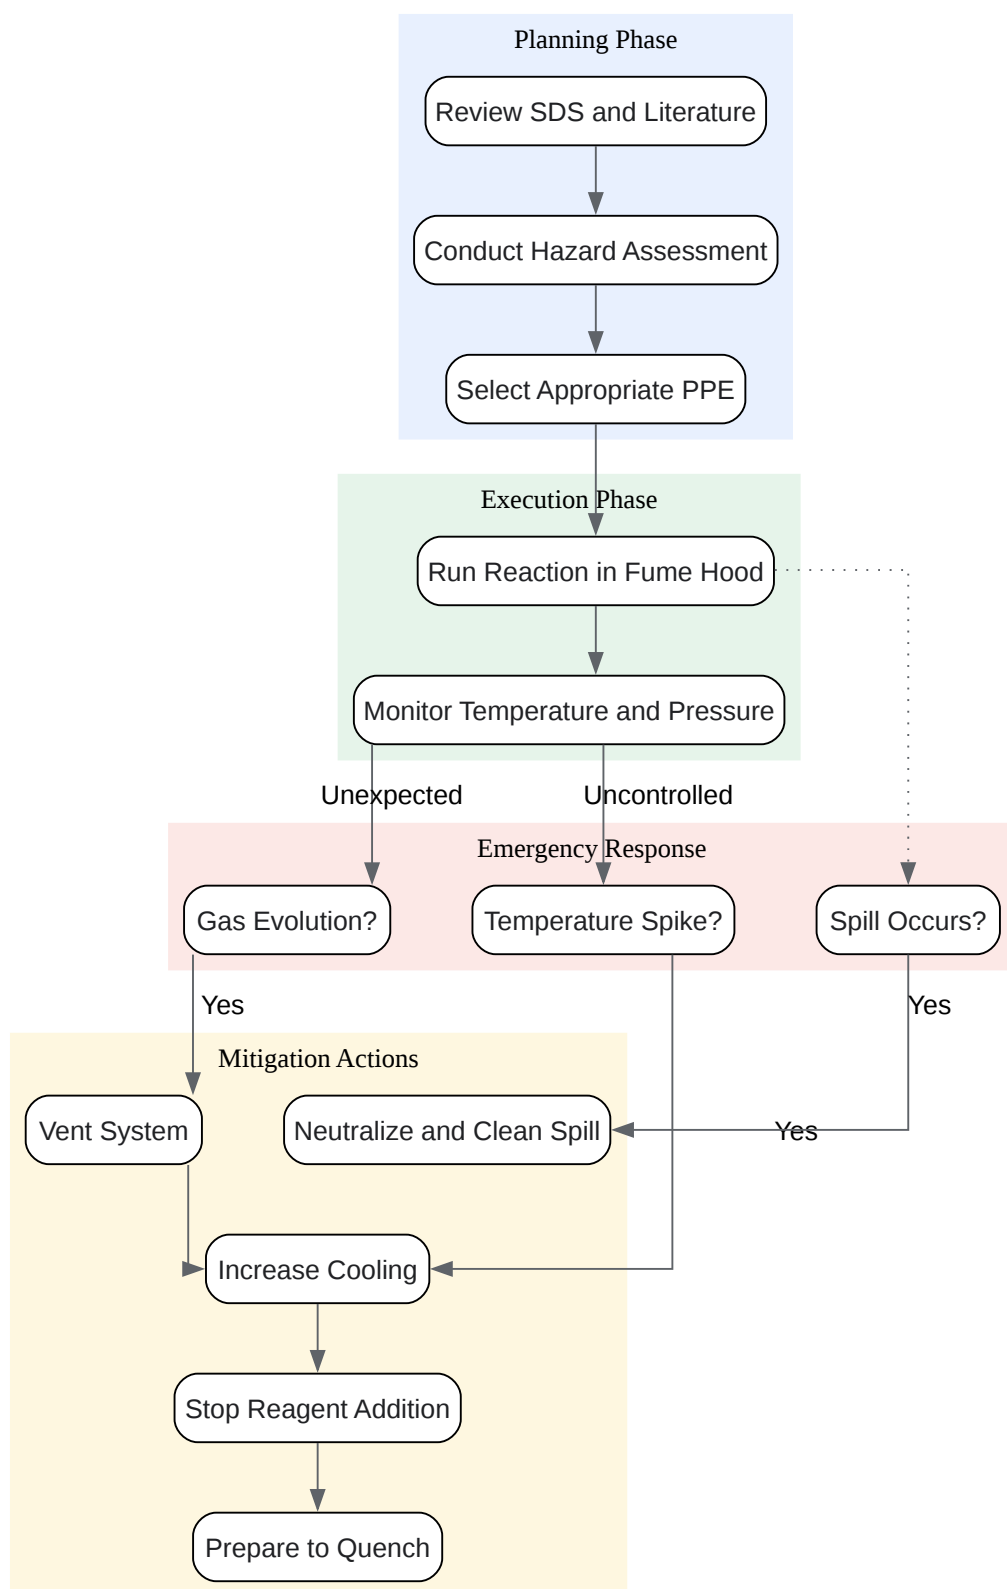 Planning Phase
Review SDS and Literature
Conduct Hazard Assessment
Select Appropriate PPE
Execution Phase
Run Reaction in Fume Hood
Monitor Temperature and Pressure
Unexpected
Uncontrolled
Emergency Response
Gas Evolution?
Temperature Spike?
Spill Occurs?
Yes
Yes
Mitigation Actions
Vent System
Neutralize and Clean Spill
Yes
Increase Cooling
Stop Reagent Addition
Prepare to Quench